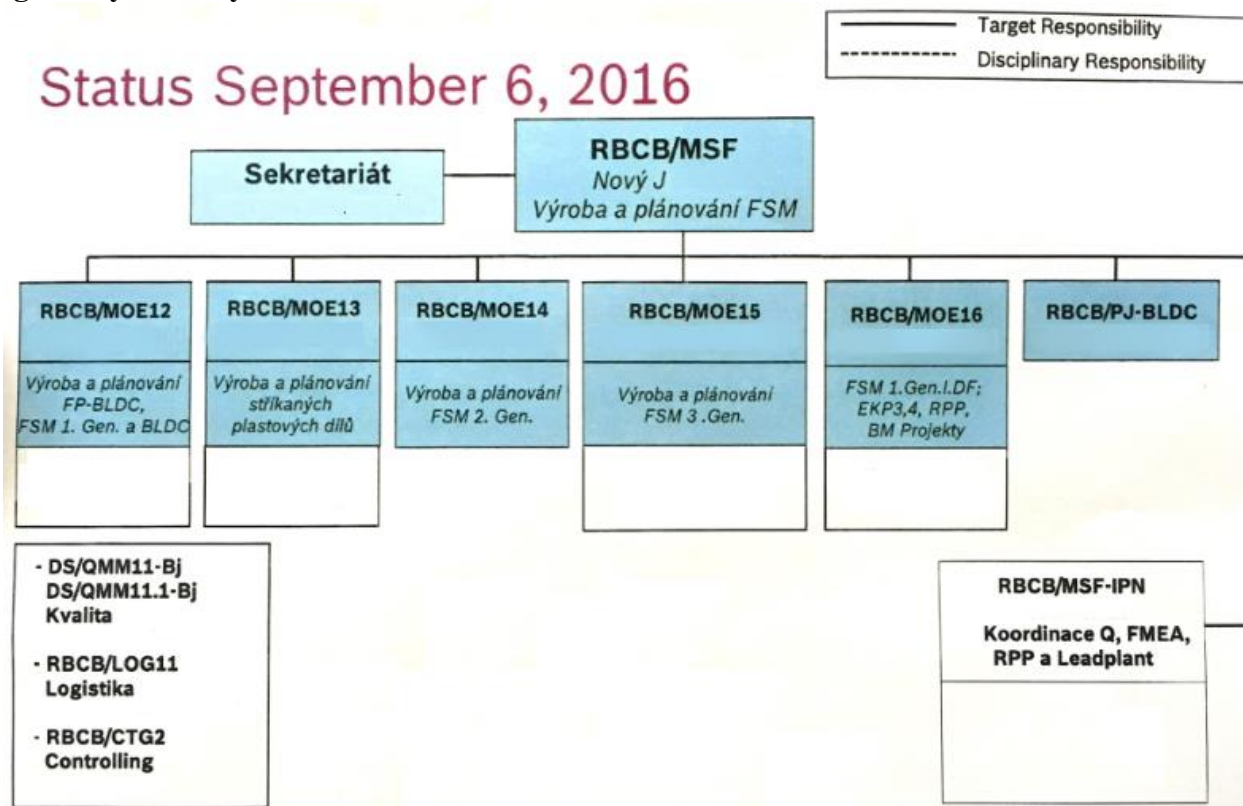 Target Responsibility
Disciplinary Responsibility
Status September 6, 2016
Sekretariát
RBCB/MSF
Nový J
Výroba a plánování FSM
RBCB/MOE12
Výroba a plánování
FP-BLDC,
FSM 1. Gen. a BLDC
RBCB/MOE13
Výroba a plánování
stříkaných
plastových dílů
RBCB/MOE14
Výroba a plánování
FSM 2. Gen.
RBCB/MOE15
Výroba a plánování
FSM 3 .Gen.
RBCB/MOE16
FSM 1.Gen.I.DF;
EKP3,4, RPP,
BM Projekty
RBCB/PJ-BLDC
- DS/QMM11-Bj
DS/QMM11.1-Bj
Kvalita
- RBCB/LOG11
Logistika
- RBCB/CTG2
Controlling
RBCB/MSF-IPN
Koordinace Q, FMEA,
RPP a Leadplant